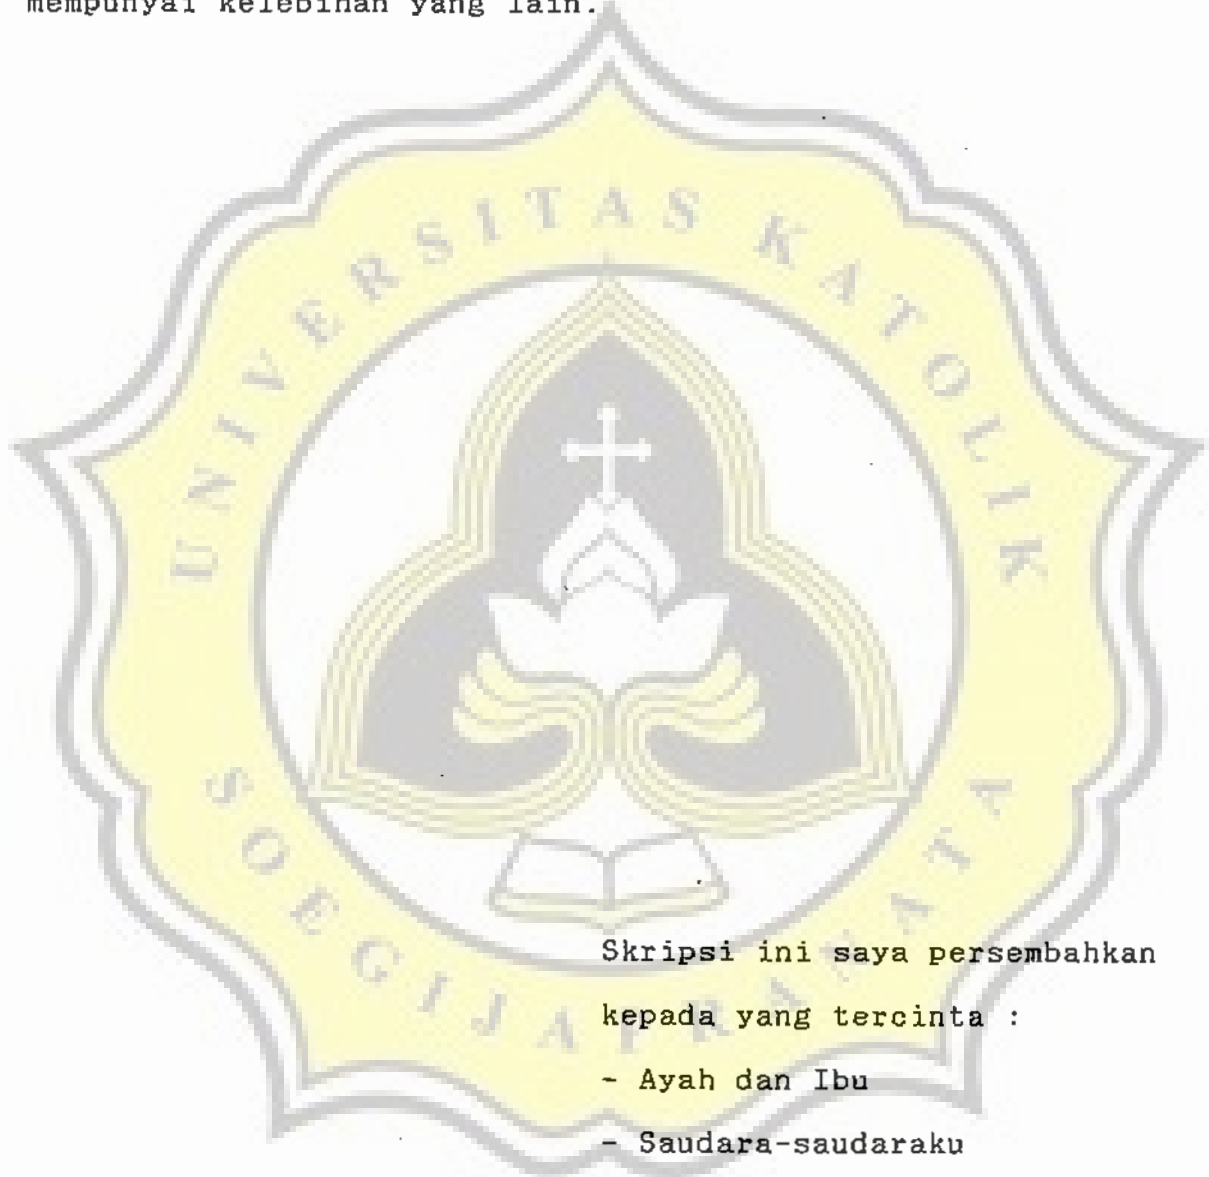 mempunyai kelebihan yang lain.
UNIVERSITAS KATOLIK
SOEGIJAPRANATA
Skripsi ini saya persembahkan
kepada yang tercinta :
- Ayah dan Ibu
- Saudara-saudaraku